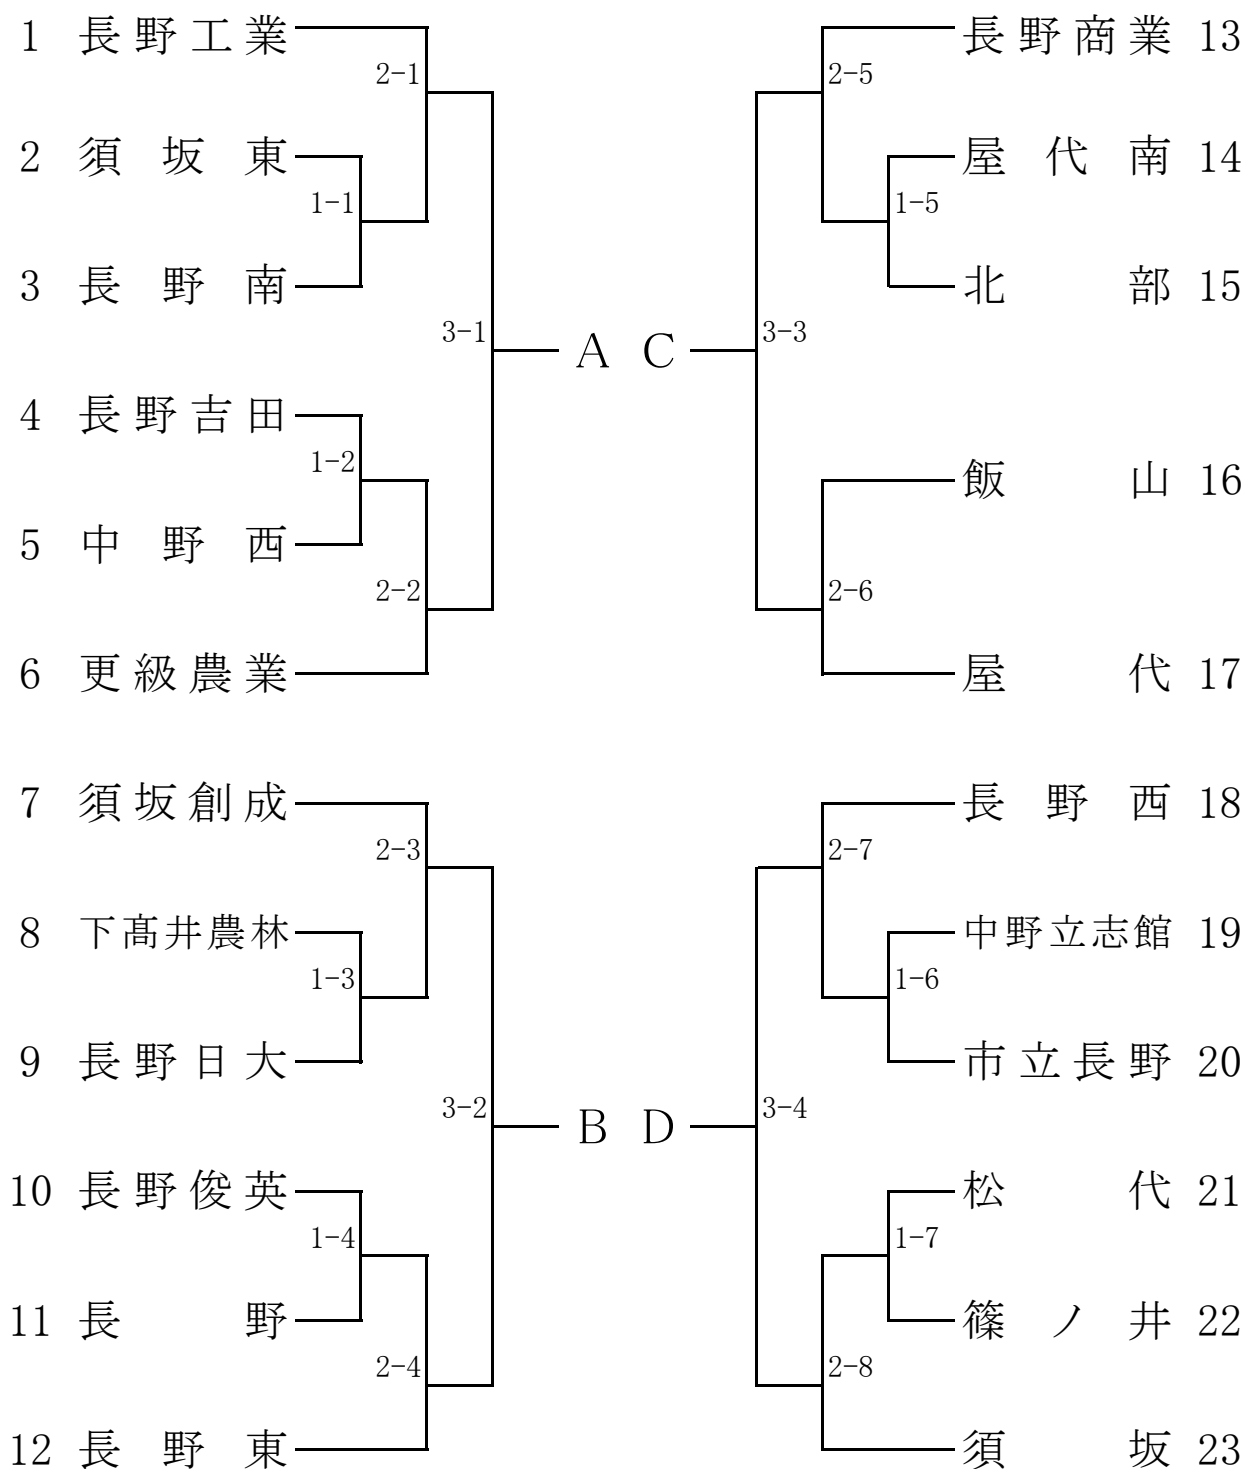 1 長野工業
2-1
2 須坂東
1-1
3 長野南
3-1 A
4 長野吉田
1-2
5 中野西
2-2
6 更級農業
7 須坂創成
2-3
8 下髙井農林
1-3
9 長野日大
3-2 B
10 長野俊英
1-4
11 長野
2-4
12 長野東
長野商業 13
2-5
屋代南 14
1-5
北部 15
C 3-3
飯山 16
2-6
屋代 17
長野西 18
2-7
中野立志館 19
1-6
市立長野 20
D 3-4
松代 21
1-7
篠ノ井 22
2-8
須坂 23